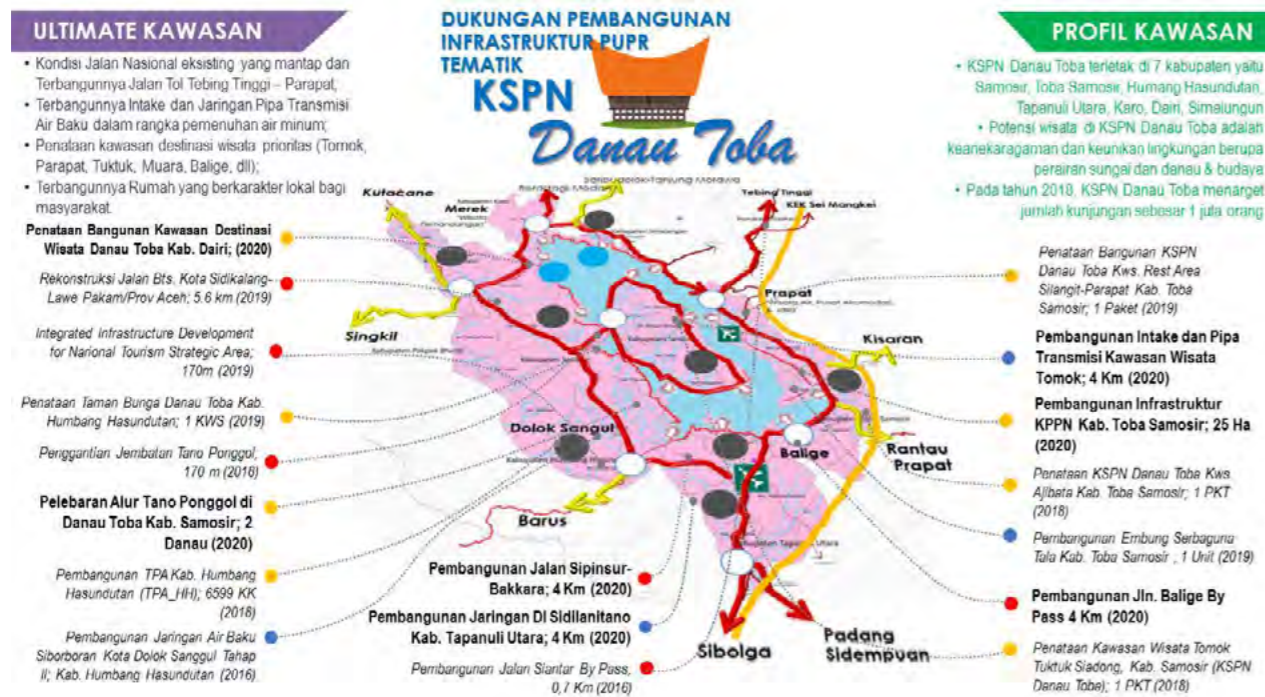 ULTIMATE KAWASAN
• Kondisi Jalan Nasional eksisting yang mantap dan
Terbangunnya Jalan Tol Tebing Tinggi – Parapat;
• Terbangunnya Intake dan Jaringan Pipa Transmisi
Air Baku dalam rangka pemenuhan air minum;
• Penataan kawasan destinasi wisata prioritas (Tomok,
Parapat, Tuktuk, Muara, Balige, dll);
• Terbangunnya Rumah yang berkarakter lokal bagi
masyarakat.
DUKUNGAN PEMBANGUNAN
INFRASTRUKTUR PUPR
TEMATIK
KSPN
Danau Toba
PROFIL KAWASAN
• KSPN Danau Toba terletak di 7 kabupaten yaitu
Samosir, Toba Samosir, Humang Hasundutan,
Tapanuli Utara, Karo, Dairi, Simelungun
• Potensi wisata di KSPN Danau Toba adalah
keanekaragaman dan keunikan lingkungan berupa
perairan sungai dan danau & budaya
• Pada tahun 2018, KSPN Danau Toba menarget
jumlah kunjungan sebesar 1 juta orang
Penataan Bangunan Kawasan Destinasi
Wisata Danau Toba Kab. Dairi; (2020)
Rekonstruksi Jalan Bts. Kota Sidikalang-
Lawe Pakam/Prov Aceh; 5.6 km (2019)
Integrated Infrastructure Development
for Narional Tourism Strategic Area;
170m (2019)
Penataan Taman Bunga Danau Toba Kab.
Humbang Hasundutan; 1 KWS (2019)
Penggantian Jembatan Tano Ponggol,
170 m (2018)
Pelebaran Alur Tano Ponggol di
Danau Toba Kab. Samosir; 2
Danau (2020)
Pembangunan TPA Kab. Humbang
Hasundutan (TPA_HH); 6599 KK
(2018)
Pembangunan Jaringan Air Baku
Siborboran Kota Dolok Sanggul Tahap
II; Kab. Humbang Hasundutan (2016)
Kutacane
Merek
Tebing Tinggi
KEK Sei Mangkei
Prapat
Singkil
Kisaran
Dolok Sangul
Balige
Rantau
Prapat
Barus
Sibolga
Padang
Sidempuan
Pembangunan Jalan Sipinsur-
Bakkara; 4 Km (2020)
Pembangunan Jaringan DI Sidilanitano
Kab. Tapanuli Utara; 4 Km (2020)
Pembangunan Jalan Siantar By Pass,
0,7 Km (2016)
Penataan Bangunan KSPN
Danau Toba Kws. Rest Area
Silangit-Parapat Kab. Toba
Samosir; 1 Paket (2019)
Pembangunan Intake dan Pipa
Transmisi Kawasan Wisata
Tomok; 4 Km (2020)
Pembangunan Infrastruktur
KPPN Kab. Toba Samosir; 25 Ha
(2020)
Penataan KSPN Danau Toba Kws.
Ajibata Kab. Toba Samosir; 1 PKT
(2018)
Pembangunan Embung Serbaguna
Tala Kab. Toba Samosir , 1 Unit (2019)
Pembangunan Jln. Balige By
Pass 4 Km (2020)
Penataan Kawasan Wisata Tomok
Tuktuk Siadong, Kab. Samosir (KSPN
Danau Toba); 1 PKT (2018)